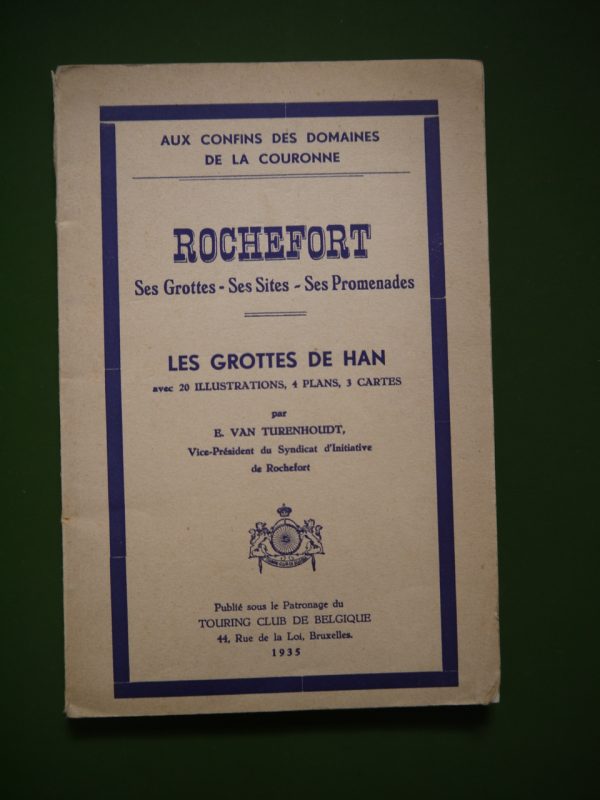 AUX CONFINS DES DOMAINES
DE LA COURONNE
ROCHEFORT
Ses Grottes - Ses Sites - Ses Promenades
LES GROTTES DE HAN
avec 20 ILLUSTRATIONS, 4 PLANS, 3 CARTES
par
E. VAN TURENHOUDT,
Vice-Président du Syndicat d'Initiative
de Rochefort
Publié sous le Patronage du
TOURING CLUB DE BELGIQUE
44, Rue de la Loi, Bruxelles.
1935